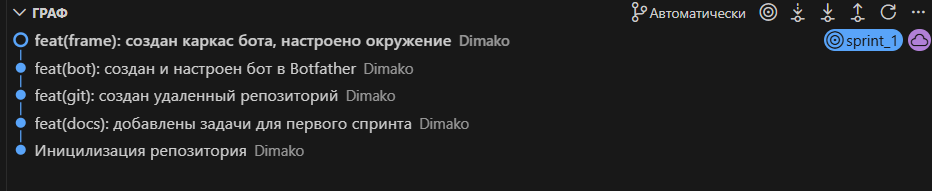 ГРАФ Автоматически
feat(frame): создан каркас бота, настроено окружение Dimako sprint_1
feat(bot): создан и настроен бот в Botfather Dimako
feat(git): создан удаленный репозиторий Dimako
feat(docs): добавлены задачи для первого спринта Dimako
Иницилизация репозитория Dimako